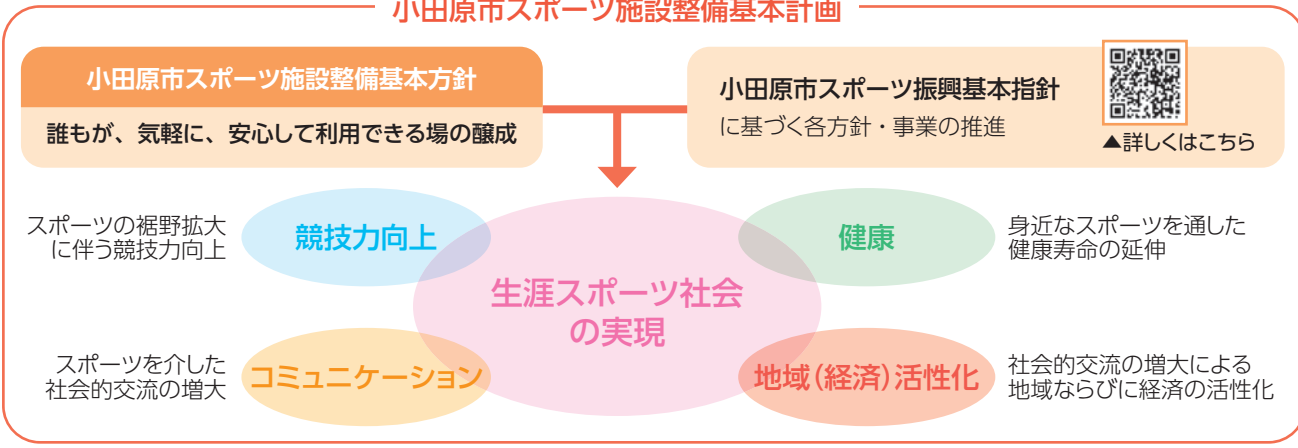 小田原市スポーツ施設整備基本計画
小田原市スポーツ施設整備基本方針
誰もが、気軽に、安心して利用できる場の醸成
小田原市スポーツ振興基本指針
に基づく各方針・事業の推進
▲詳しくはこちら
スポーツの裾野拡大
に伴う競技力向上
競技力向上
健康
身近なスポーツを通した
健康寿命の延伸
生涯スポーツ社会
の実現
スポーツを介した
社会的交流の増大
コミュニケーション
地域(経済)活性化
社会的交流の増大による
地域ならびに経済の活性化